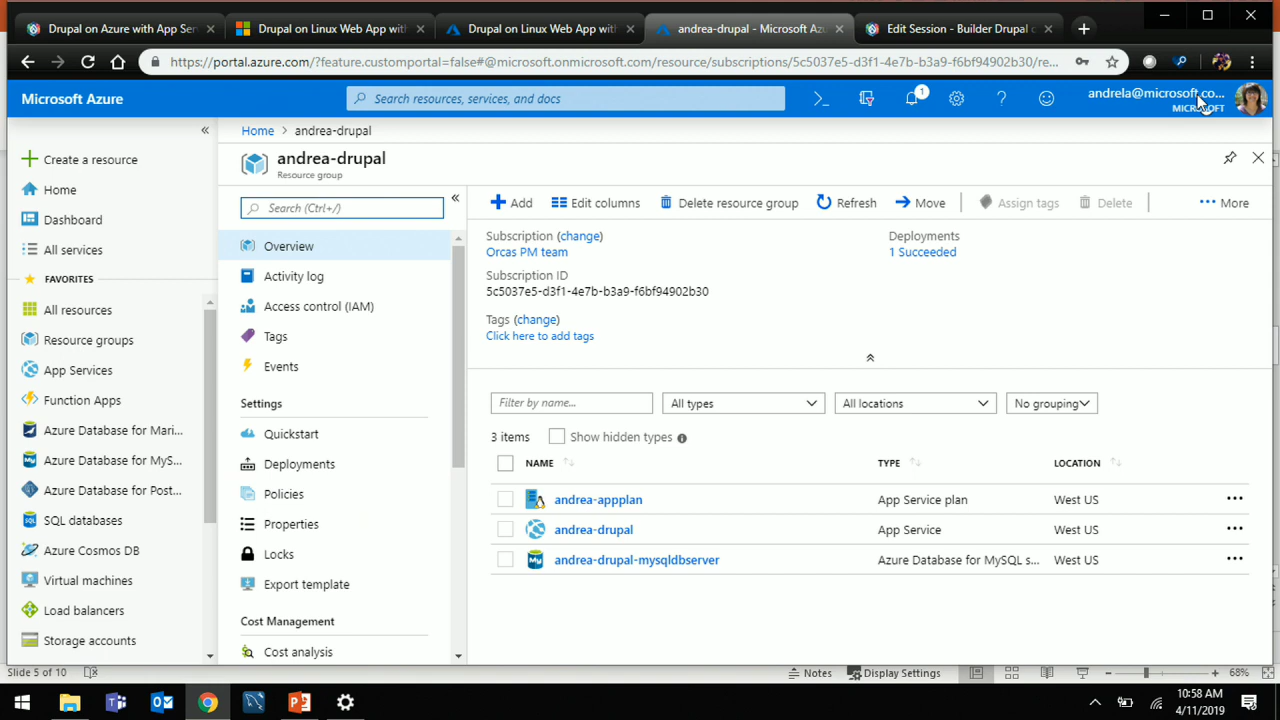 Drupal on Azure with App Ser
Drupal on Linux Web App with
Drupal on Linux Web App with
andrea-drupal - Microsoft Az
Edit Session - Builder Drupal c
https://portal.azure.com/?feature.customportal=false#@microsoft.onmicrosoft.com/resource/subscriptions/5c5037e5-d3f1-4e7b-b3a9-f6bf94902b30/re...
Microsoft Azure
Search resources, services, and docs
1
andrela@microsoft.co...
MICROSOFT
Create a resource
Home
Dashboard
All services
FAVORITES
All resources
Resource groups
App Services
Function Apps
Azure Database for Mari...
Azure Database for MyS...
Azure Database for Post...
SQL databases
Azure Cosmos DB
Virtual machines
Load balancers
Storage accounts
Home > andrea-drupal
andrea-drupal
Resource group
Search (Ctrl+/)
Overview
Activity log
Access control (IAM)
Tags
Events
Settings
Quickstart
Deployments
Policies
Properties
Locks
Export template
Cost Management
Cost analysis
Add
Edit columns
Delete resource group
Refresh
Move
Assign tags
Delete
More
Subscription (change)
Orcas PM team
Subscription ID
5c5037e5-d3f1-4e7b-b3a9-f6bf94902b30
Tags (change)
Click here to add tags
Deployments
1 Succeeded
Filter by name...
All types
All locations
No grouping
3 items
Show hidden types
NAME TYPE LOCATION
andrea-appplan App Service plan West US
andrea-drupal App Service West US
andrea-drupal-mysqldbserver Azure Database for MySQL s... West US
Slide 5 of 10
Notes
Display Settings
68%
10:58 AM
4/11/2019